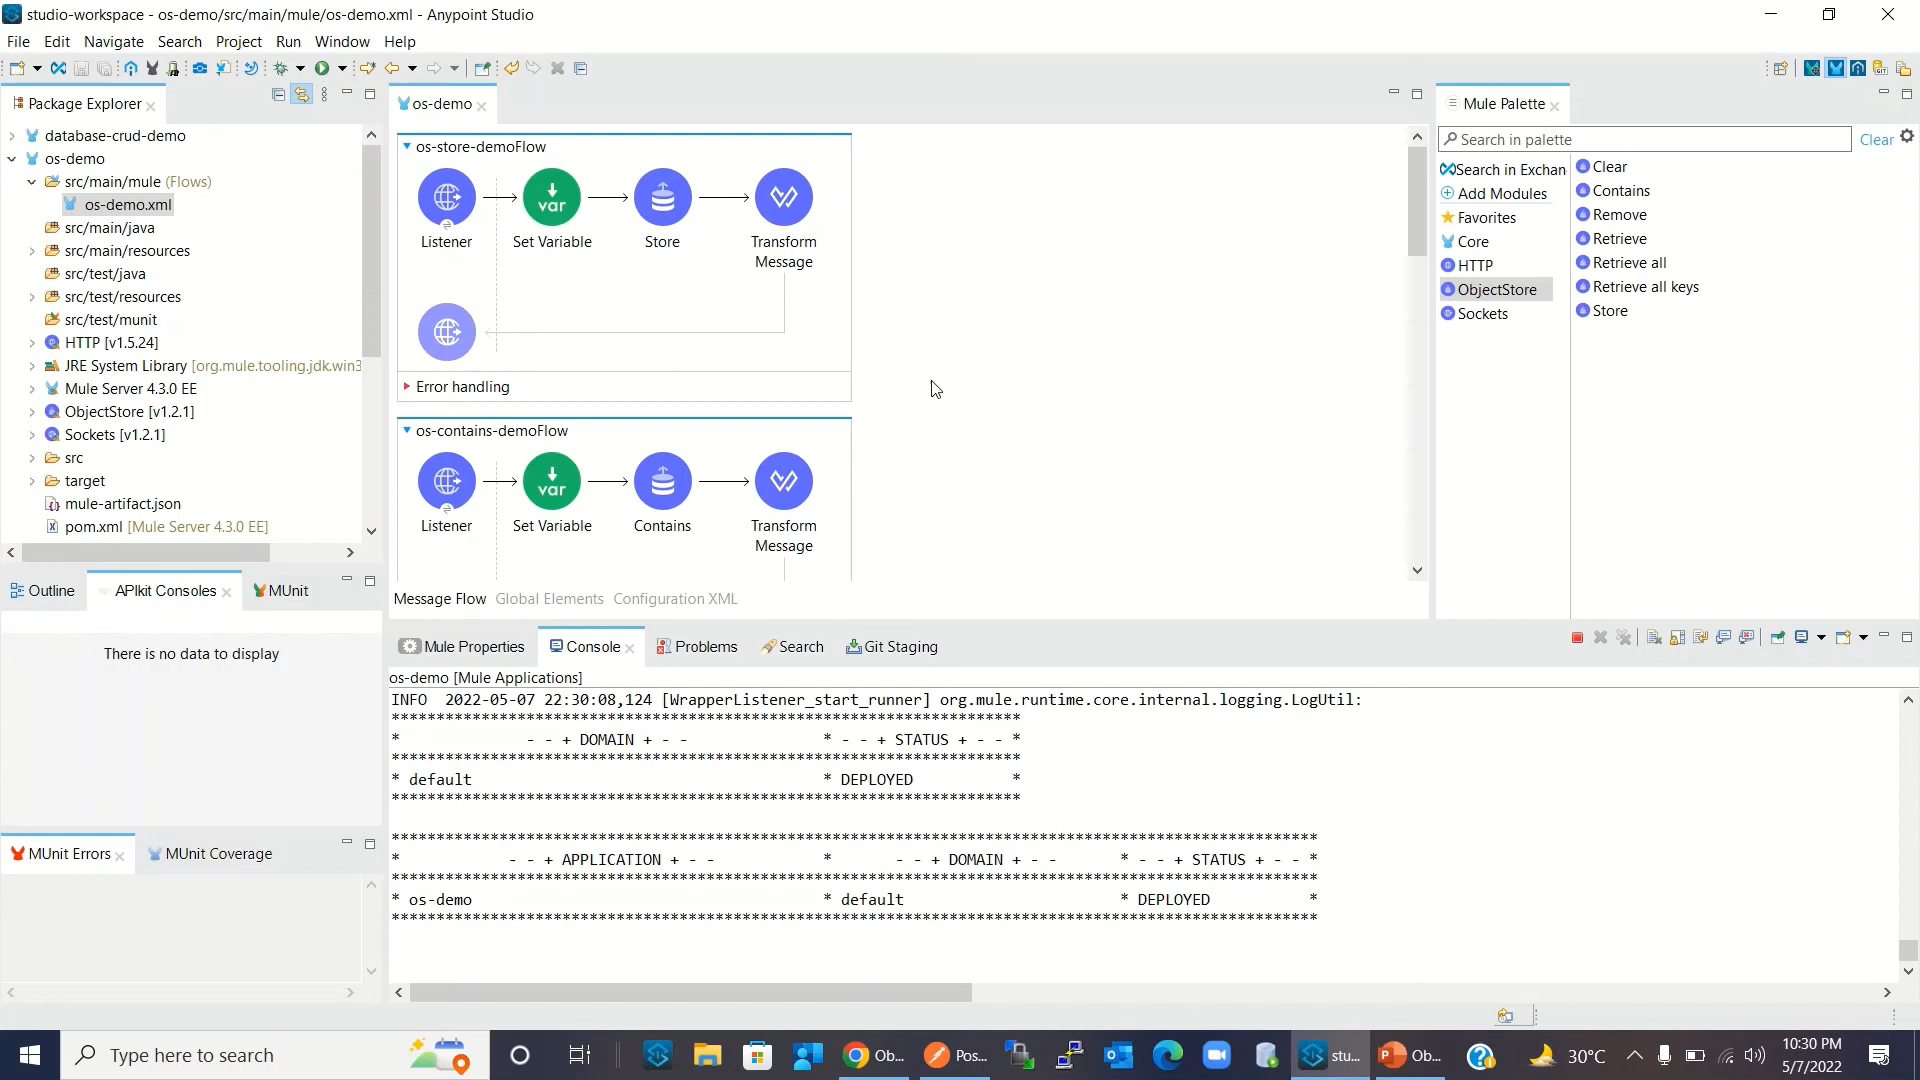 studio-workspace - os-demo/src/main/mule/os-demo.xml - Anypoint Studio
File Edit Navigate Search Project Run Window Help
Package Explorer
database-crud-demo
os-demo
src/main/mule (Flows)
os-demo.xml
src/main/java
src/main/resources
src/test/java
src/test/resources
src/test/munit
HTTP [v1.5.24]
JRE System Library [org.mule.tooling.jdk.win3
Mule Server 4.3.0 EE
ObjectStore [v1.2.1]
Sockets [v1.2.1]
src
target
mule-artifact.json
pom.xml [Mule Server 4.3.0 EE]
os-demo
os-store-demoFlow
var
Listener Set Variable Store Transform Message
Error handling
os-contains-demoFlow
var
Listener Set Variable Contains Transform Message
Message Flow Global Elements Configuration XML
Mule Palette
Search in palette
Clear
Search in Exchan
Add Modules
Favorites
Core
HTTP
ObjectStore
Sockets
Clear
Contains
Remove
Retrieve
Retrieve all
Retrieve all keys
Store
Outline APIkit Consoles MUnit
There is no data to display
MUnit Errors MUnit Coverage
Mule Properties Console Problems Search Git Staging
os-demo [Mule Applications]
INFO  2022-05-07 22:30:08,124 [WrapperListener_start_runner] org.mule.runtime.core.internal.logging.LogUtil:
**********************************************************************
*              - - + DOMAIN + - -               * - - + STATUS + - - *
**********************************************************************
* default                                       * DEPLOYED           *
**********************************************************************
*******************************************************************************************************
*            - - + APPLICATION + - -            *       - - + DOMAIN + - -       * - - + STATUS + - - *
*******************************************************************************************************
* os-demo                                       * default                        * DEPLOYED           *
*******************************************************************************************************
Type here to search
Ob...
Pos...
stu...
Ob...
30°C
10:30 PM
5/7/2022